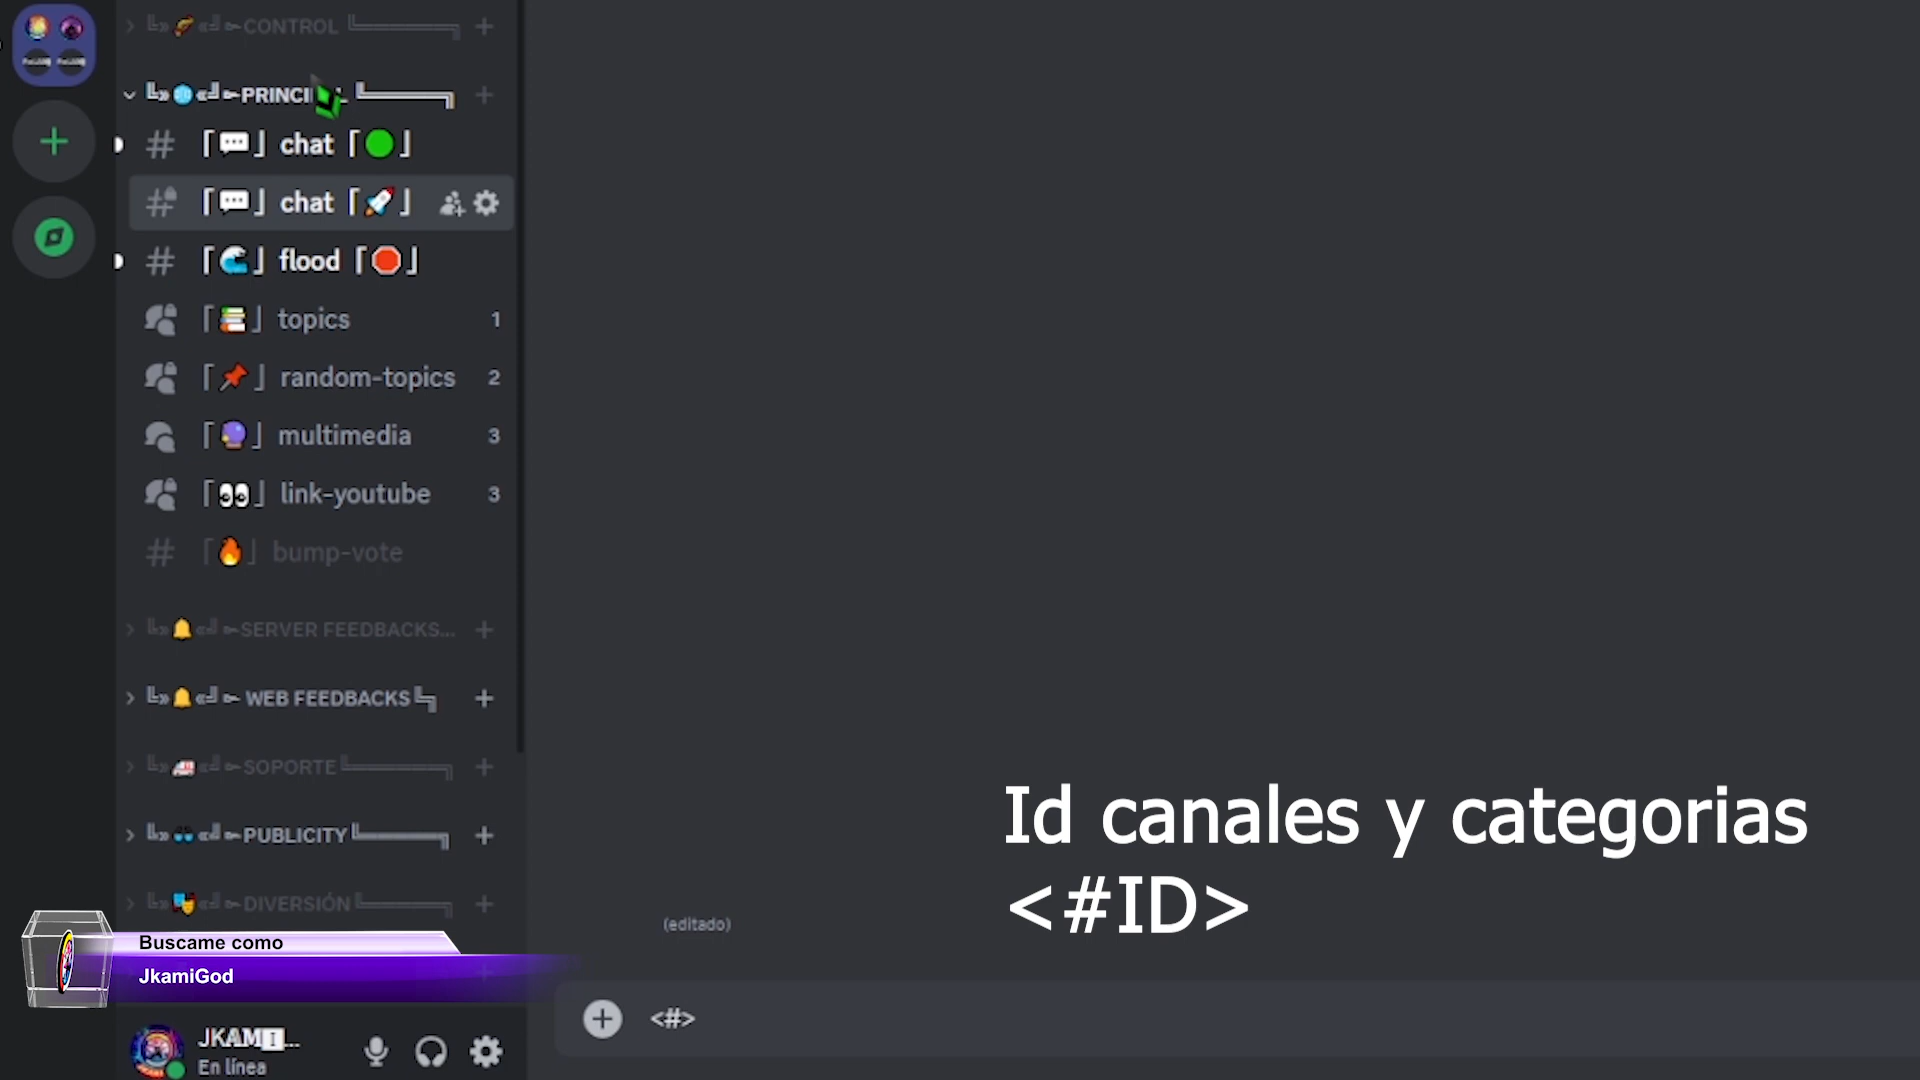 ╚»🥖«╝⟜CONTROL ╚══════╗
╚»🌐«╝⟜PRINCI L ╚══════╗
「💬」 chat「🟢」
「💬」 chat「🚀」
「🌊」 flood「🛑」
「📚」 topics 1
「📌」 random-topics 2
「🔮」 multimedia 3
「👀」 link-youtube 3
「🔥」 bump-vote
╚»🔔«╝⟜SERVER FEEDBACKS...
╚»🔔«╝⟜ WEB FEEDBACKS╚╗
╚»🚑«╝⟜SOPORTE╚══════╗
╚»🕶️«╝⟜PUBLICITY╚══════╗
╚»🎭«╝⟜DIVERSIÓN╚══════╗
Id canales y categorias
<#ID>
(editado)
Buscame como
JkamiGod
<#>
JKAMI...
En línea